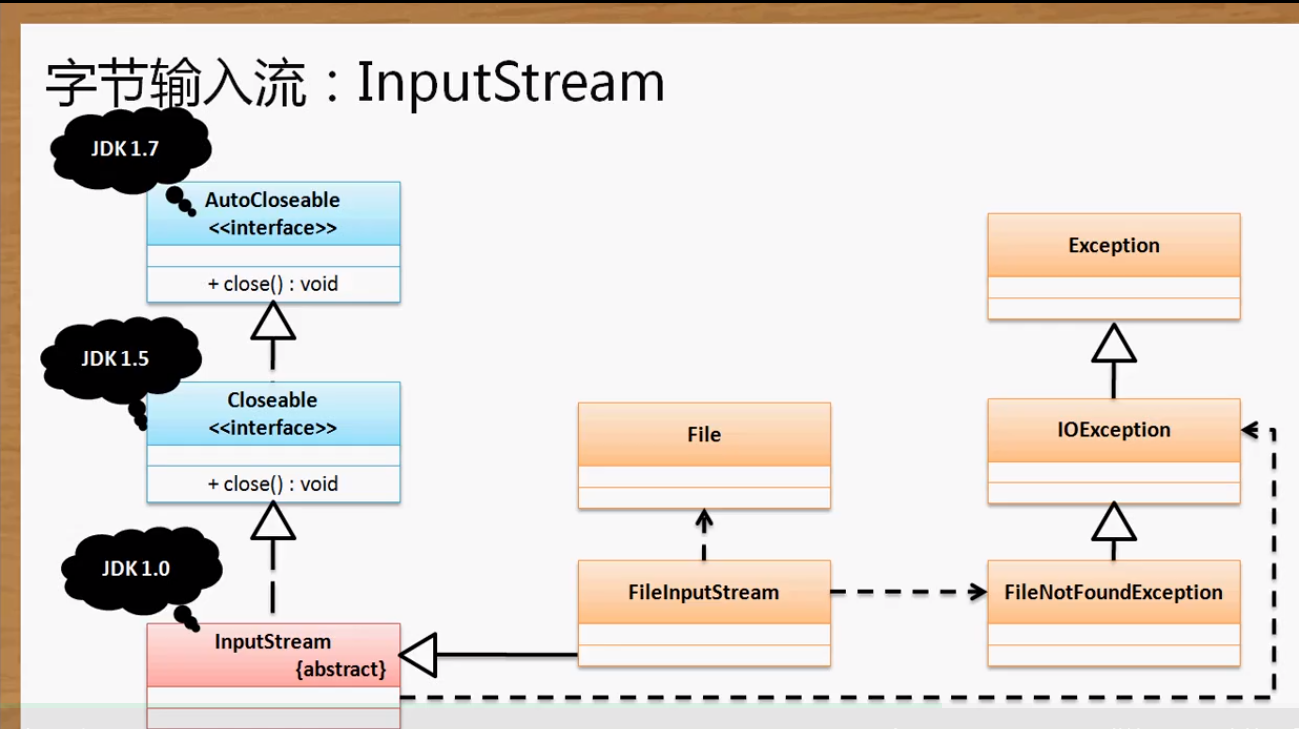 字节输入流：InputStream
JDK 1.7
AutoCloseable
<<interface>>
+ close() : void
JDK 1.5
Closeable
<<interface>>
+ close() : void
JDK 1.0
InputStream
{abstract}
File
FileInputStream
Exception
IOException
FileNotFoundException